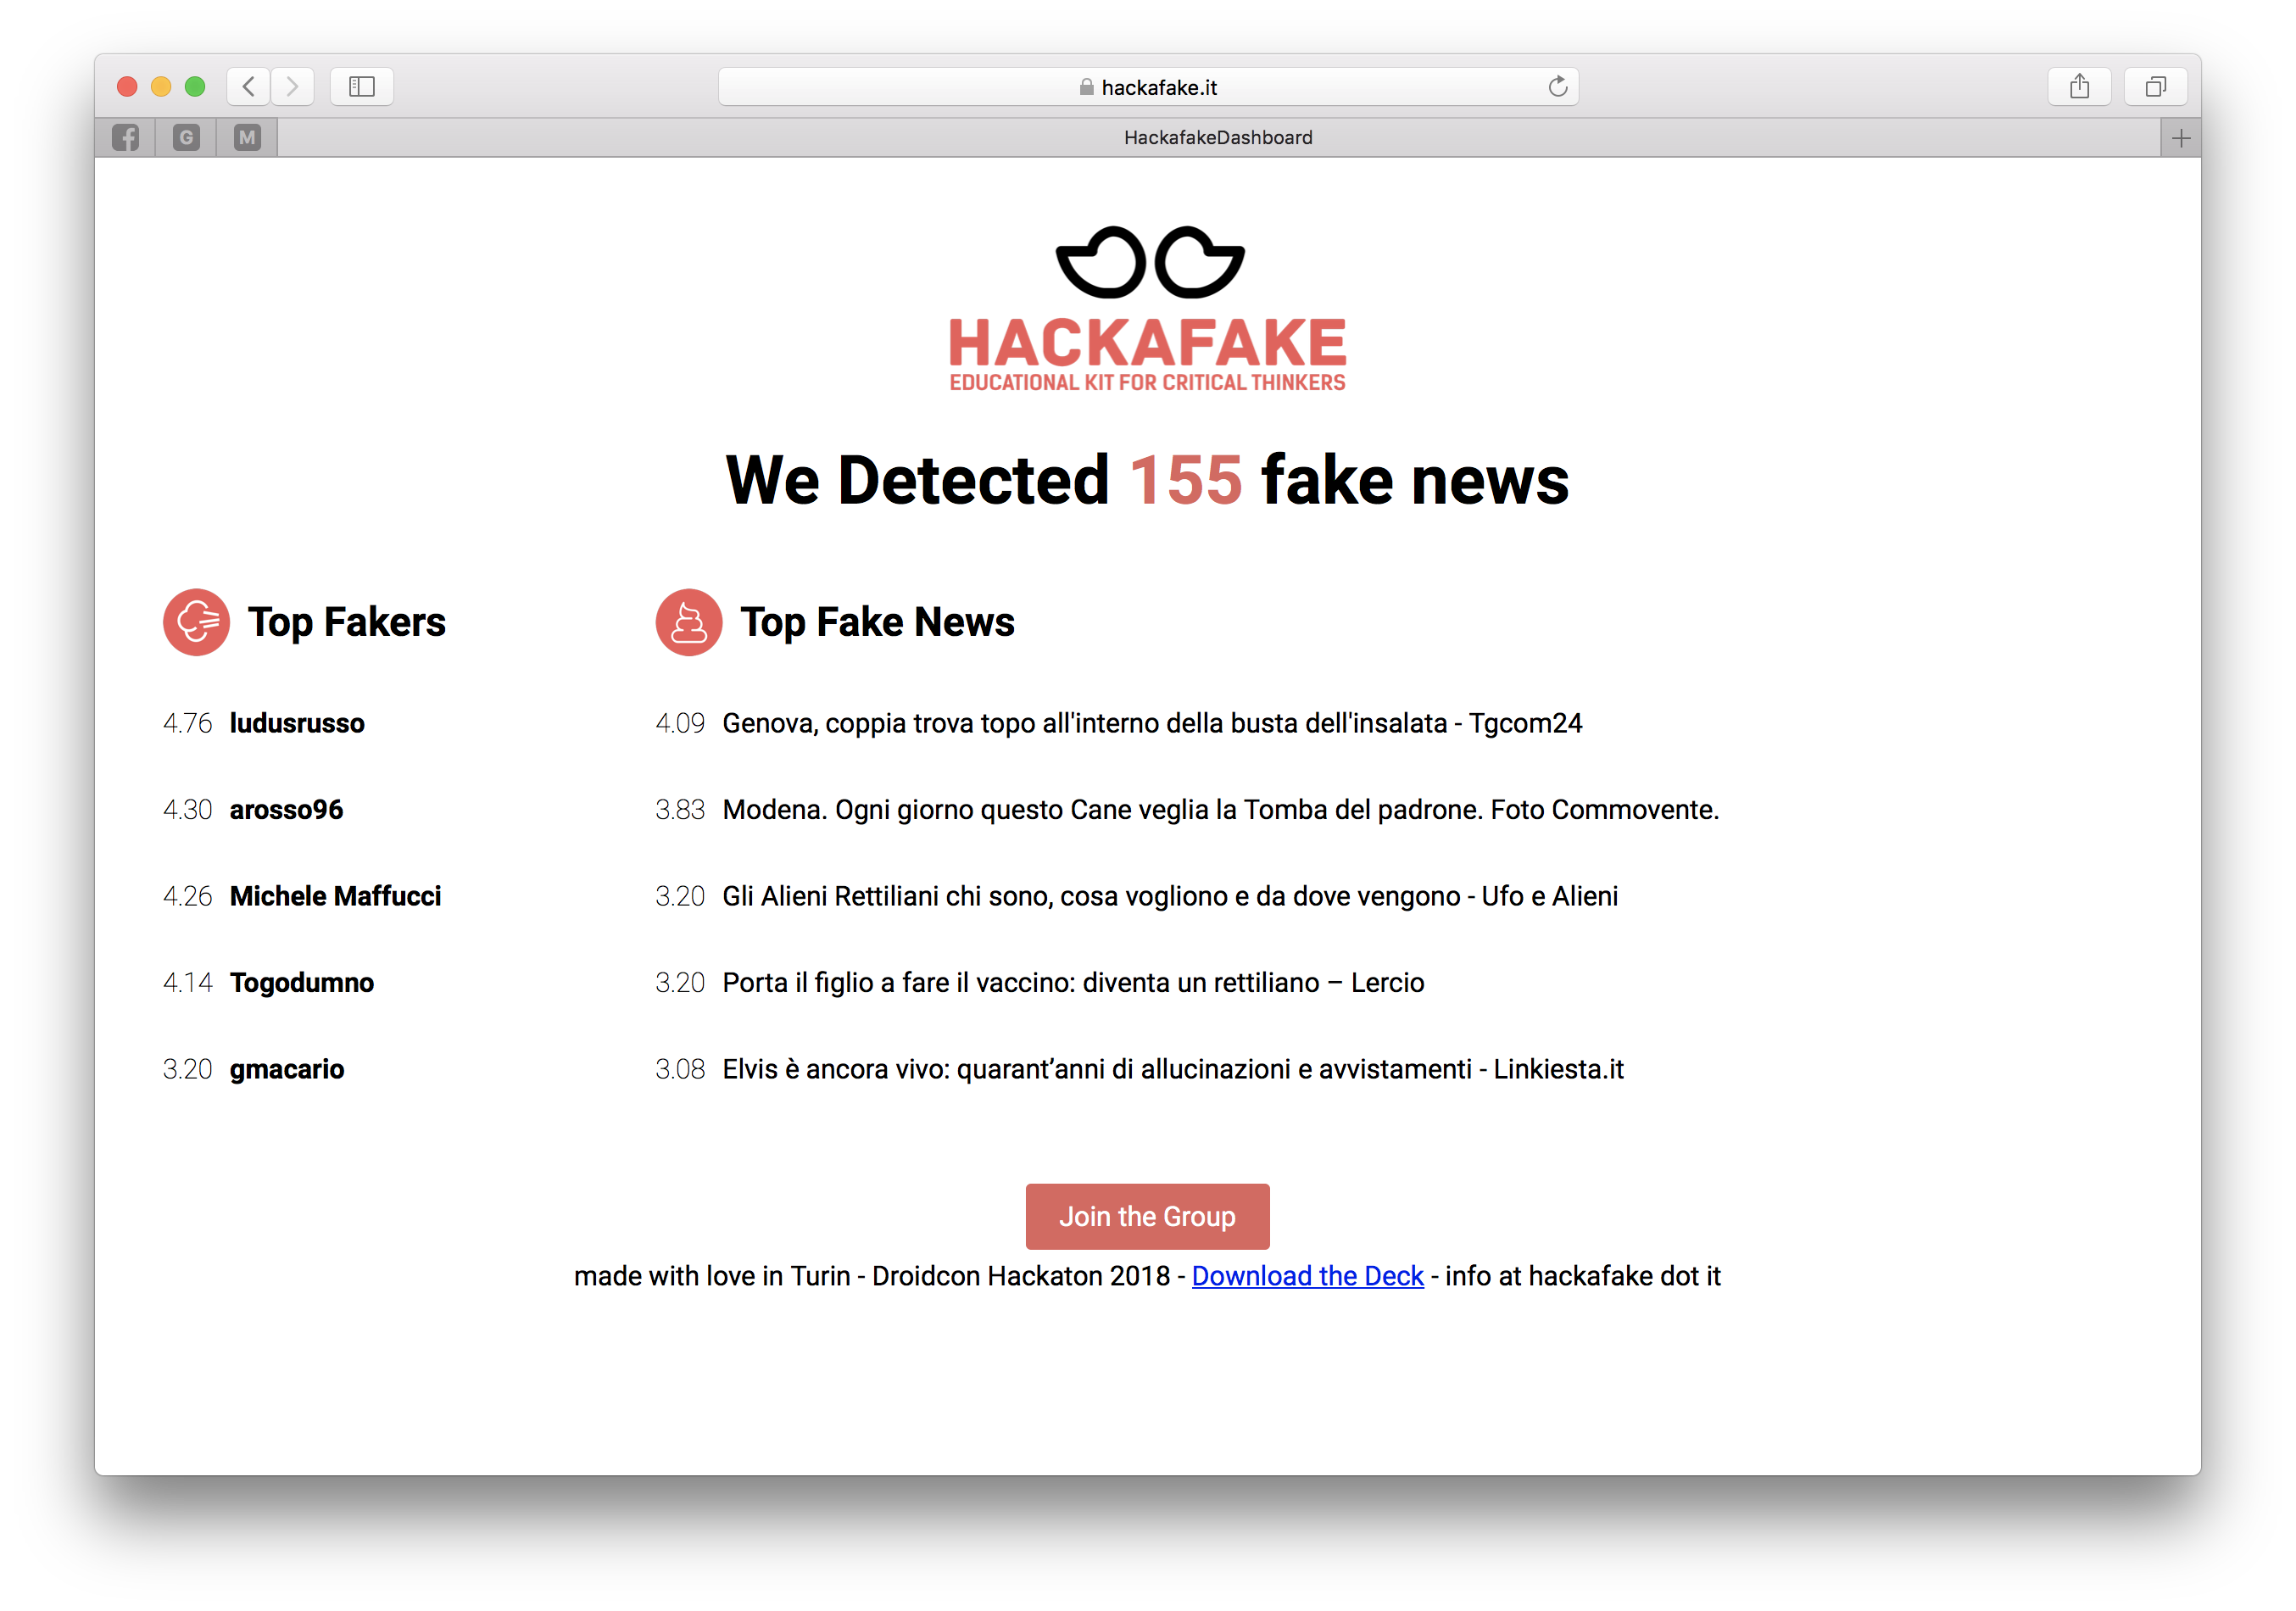 hackafake.it
G
M
HackafakeDashboard
HACKAFAKE
EDUCATIONAL KIT FOR CRITICAL THINKERS
We Detected 155 fake news
Top Fakers
4.76 ludusrusso
4.30 arosso96
4.26 Michele Maffucci
4.14 Togodumno
3.20 gmacario
Top Fake News
4.09 Genova, coppia trova topo all'interno della busta dell'insalata - Tgcom24
3.83 Modena. Ogni giorno questo Cane veglia la Tomba del padrone. Foto Commovente.
3.20 Gli Alieni Rettiliani chi sono, cosa vogliono e da dove vengono - Ufo e Alieni
3.20 Porta il figlio a fare il vaccino: diventa un rettiliano – Lercio
3.08 Elvis è ancora vivo: quarant’anni di allucinazioni e avvistamenti - Linkiesta.it
Join the Group
made with love in Turin - Droidcon Hackaton 2018 - Download the Deck - info at hackafake dot it